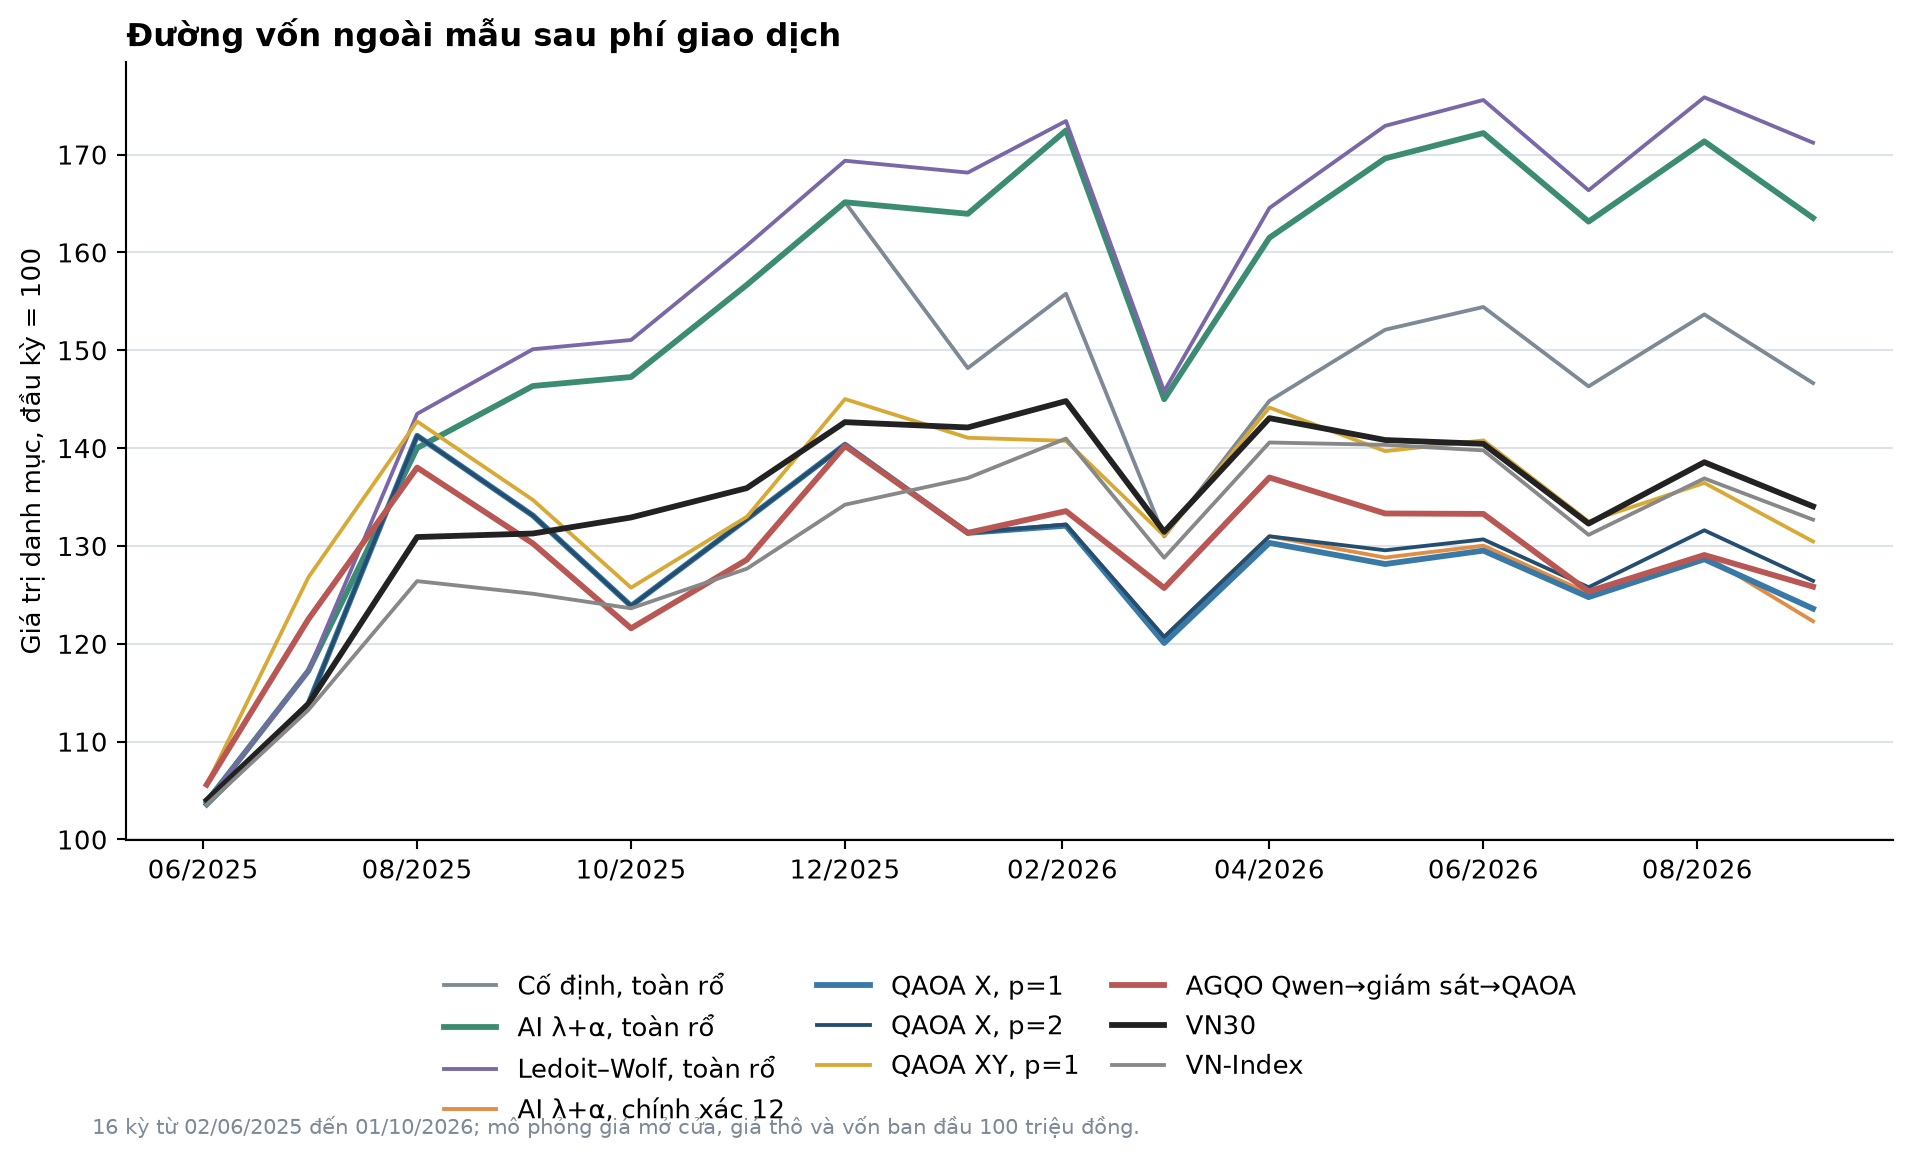 Đường vốn ngoài mẫu sau phí giao dịch
Giá trị danh mục, đầu kỳ = 100
170
160
150
140
130
120
110
100
06/2025 08/2025 10/2025 12/2025 02/2026 04/2026 06/2026 08/2026
Cố định, toàn rổ
AI λ+α, toàn rổ
Ledoit–Wolf, toàn rổ
AI λ+α, chính xác 12
QAOA X, p=1
QAOA X, p=2
QAOA XY, p=1
AGQO Qwen→giám sát→QAOA
VN30
VN-Index
16 kỳ từ 02/06/2025 đến 01/10/2026; mô phỏng giá mở cửa, giá thô và vốn ban đầu 100 triệu đồng.